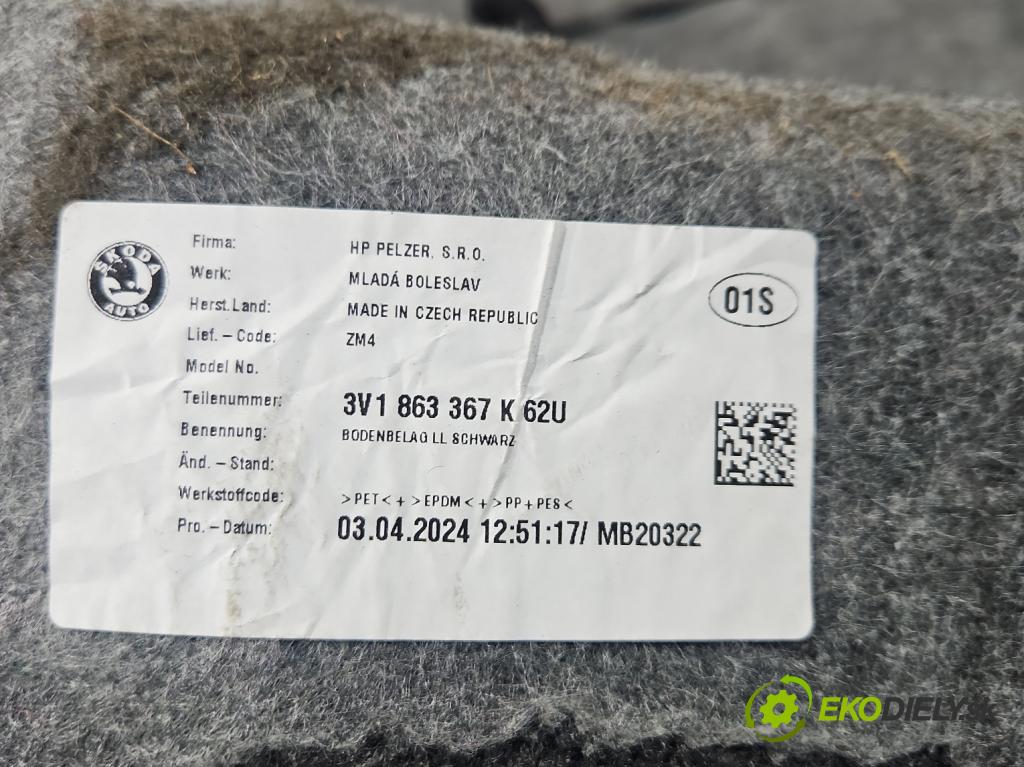 ŠKODA
AUTO
Firma: HP PELZER, S.R.O.
Werk: MLADÁ BOLESLAV
Herst.Land: MADE IN CZECH REPUBLIC
Lief.-Code: ZM4
Model No.
Teilenummer: 3V1 863 367 K 62U
Benennung: BODENBELAG LL SCHWARZ
Änd.-Stand:
Werkstoffcode: >PET<+>EPDM<+>PP+PES<
Pro.-Datum: 03.04.2024 12:51:17/ MB20322
01S
EKODIELY.SK